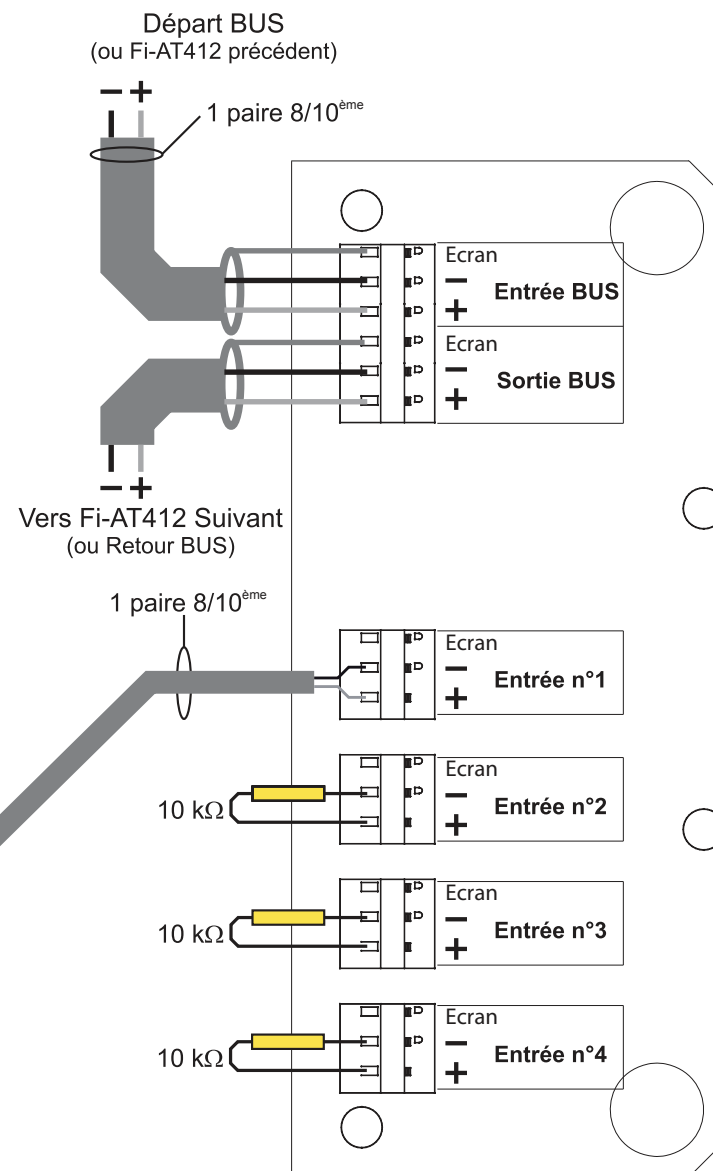 Départ BUS
(ou Fi-AT412 précédent)
− +
1 paire 8/10ème
Ecran
−
Entrée BUS
+
Ecran
−
Sortie BUS
+
− +
Vers Fi-AT412 Suivant
(ou Retour BUS)
1 paire 8/10ème
Ecran
−
Entrée n°1
+
Ecran
−
10 kΩ
Entrée n°2
+
Ecran
−
10 kΩ
Entrée n°3
+
Ecran
−
10 kΩ
Entrée n°4
+